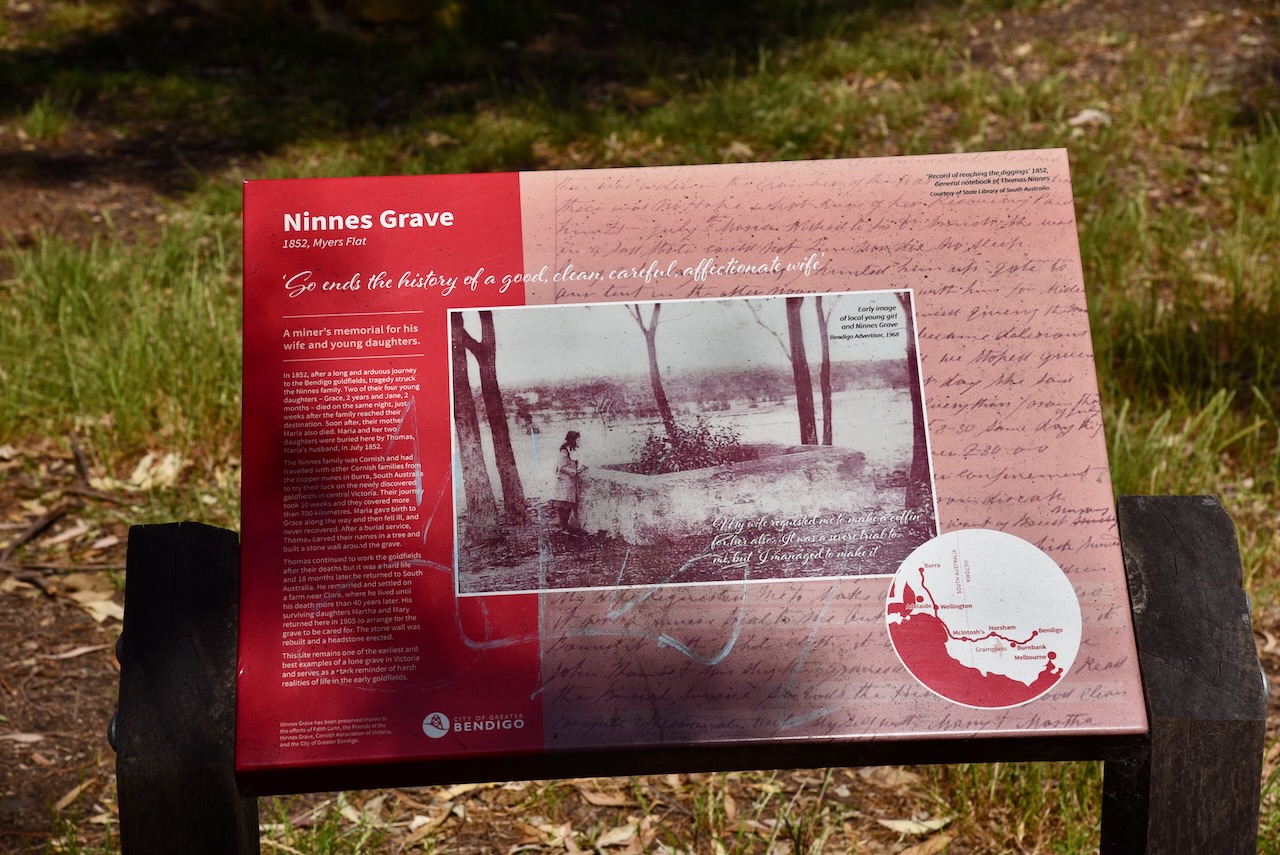 Ninnes Grave
1852, Myers Flat
'So ends the history of a good, clean, careful, affectionate wife'
A miner's memorial for his
wife and young daughters.
In 1852, after a long and arduous journey
to the Bendigo goldfields, tragedy struck
the Ninnes family. Two of their four young
daughters – Grace, 2 years and Jane, 2
months – died on the same night, just
weeks after the family reached their
destination. Soon after, their mother
Maria also died. Maria and her two
daughters were buried here by Thomas,
Maria's husband, in July 1852.
The Ninnes family was Cornish and had
travelled with other Cornish families from
the copper mines in Burra, South Australia
to try their luck on the newly discovered
goldfields in central Victoria. Their journey
took 10 weeks and they covered more
than 700 kilometres. Maria gave birth to
Grace along the way and then fell ill, and
never recovered. After a burial service,
Thomas carved their names in a tree and
built a stone wall around the grave.
Thomas continued to work the goldfields
after their deaths but it was a hard life
and 18 months later he returned to South
Australia. He remarried and settled on
a farm near Clare, where he lived until
his death more than 40 years later. His
surviving daughters Martha and Mary
returned here in 1905 to arrange for the
grave to be cared for. The stone wall was
rebuilt and a headstone erected.
This site remains one of the earliest and
best examples of a lone grave in Victoria
and serves as a stark reminder of harsh
realities of life in the early goldfields.
Ninnes Grave has been preserved thanks to
the efforts of Edith Lunn, the Friends of the
Ninnes Grave, Cornish Association of Victoria,
and the City of Greater Bendigo.
CITY OF GREATER
BENDIGO
'Record of reaching the diggings' 1852,
General notebook of Thomas Ninnes
Courtesy of State Library of South Australia
Early image
of local young girl
and Ninnes Grave
Bendigo Advertiser, 1968
'My wife requested me to make a coffin
for her also. It was a severe trial to
me, but I managed to make it'
Burra
SOUTH AUSTRALIA
VICTORIA
Adelaide
Wellington
McIntosh's
Horsham
Bendigo
Grampians
Burnbank
Melbourne